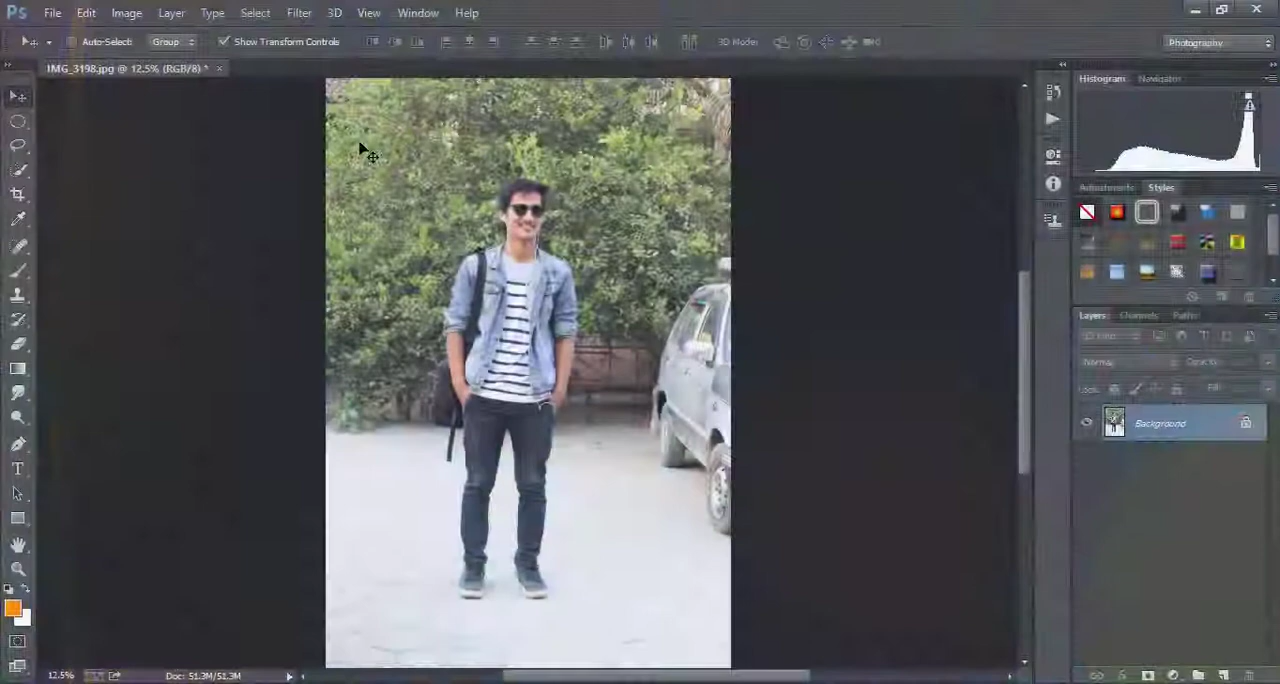 Ps File Edit Image Layer Type Select Filter 3D View Window Help
Auto-Select: Group Show Transform Controls 3D Mode: Photography
IMG_3198.jpg @ 12.5% (RGB/8) * ×
Histogram Navigator
Adjustments Styles
Layers Channels Paths
Kind
Normal Opacity:
Lock: Fill:
Background
12.5% Doc: 51.3M/51.3M